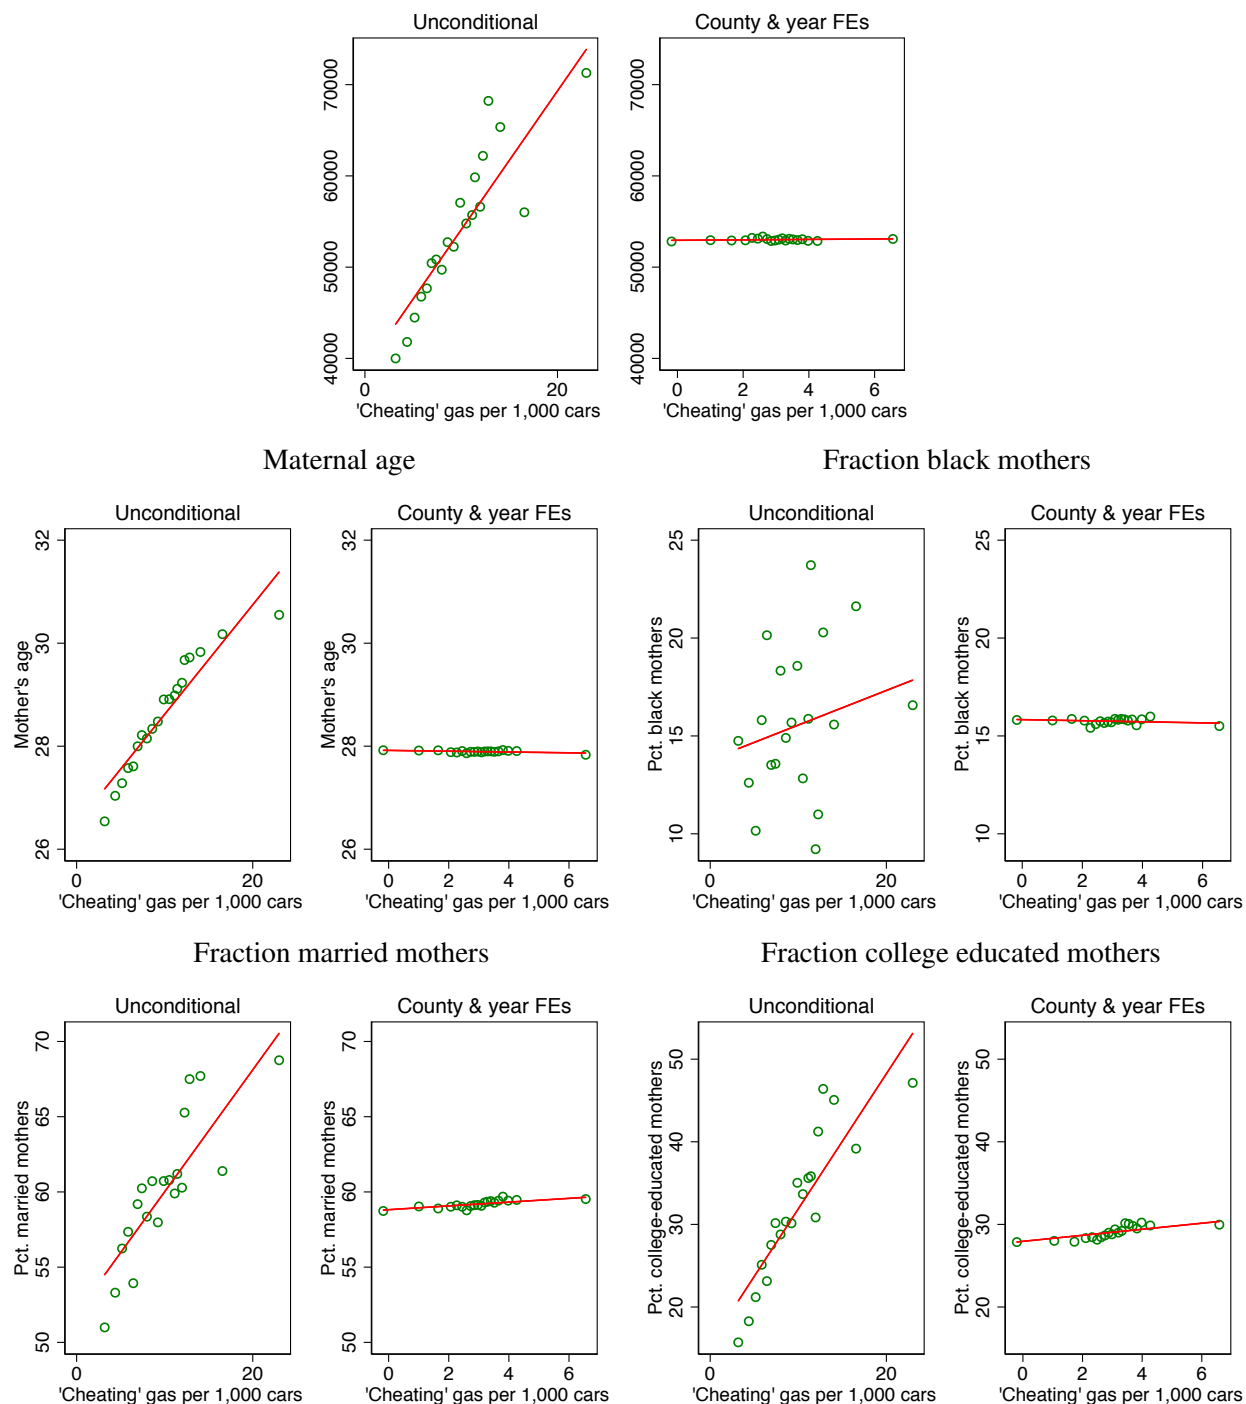 Unconditional
County & year FEs
70000
60000
50000
40000
0
20
'Cheating' gas per 1,000 cars
70000
60000
50000
40000
0
2
4
6
'Cheating' gas per 1,000 cars
Maternal age
Fraction black mothers
Unconditional
County & year FEs
Mother's age
32
30
28
26
0
20
'Cheating' gas per 1,000 cars
Mother's age
32
30
28
26
0
2
4
6
'Cheating' gas per 1,000 cars
Unconditional
County & year FEs
Pct. black mothers
25
20
15
10
0
20
'Cheating' gas per 1,000 cars
Pct. black mothers
25
20
15
10
0
2
4
6
'Cheating' gas per 1,000 cars
Fraction married mothers
Fraction college educated mothers
Unconditional
County & year FEs
Pct. married mothers
70
65
60
55
50
0
20
'Cheating' gas per 1,000 cars
Pct. married mothers
70
65
60
55
50
0
2
4
6
'Cheating' gas per 1,000 cars
Unconditional
County & year FEs
Pct. college-educated mothers
50
40
30
20
0
20
'Cheating' gas per 1,000 cars
Pct. college-educated mothers
50
40
30
20
0
2
4
6
'Cheating' gas per 1,000 cars